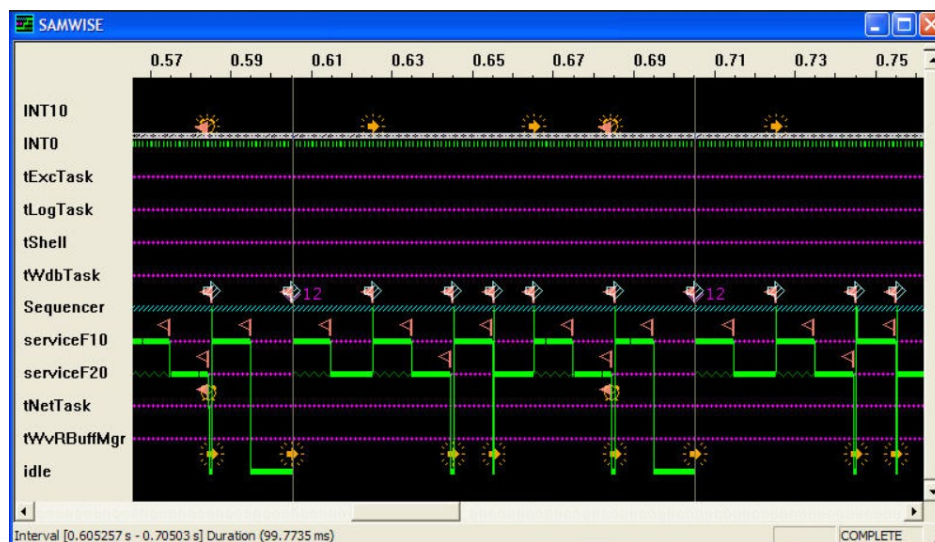 SAMWISE
0.57 0.59 0.61 0.63 0.65 0.67 0.69 0.71 0.73 0.75
INT10
INT0
tExcTask
tLogTask
tShell
tWdbTask
12 12
Sequencer
serviceF10
serviceF20
tNetTask
tWvRBuffMgr
idle
Interval [0.605257 s - 0.70503 s] Duration (99.7735 ms) COMPLETE